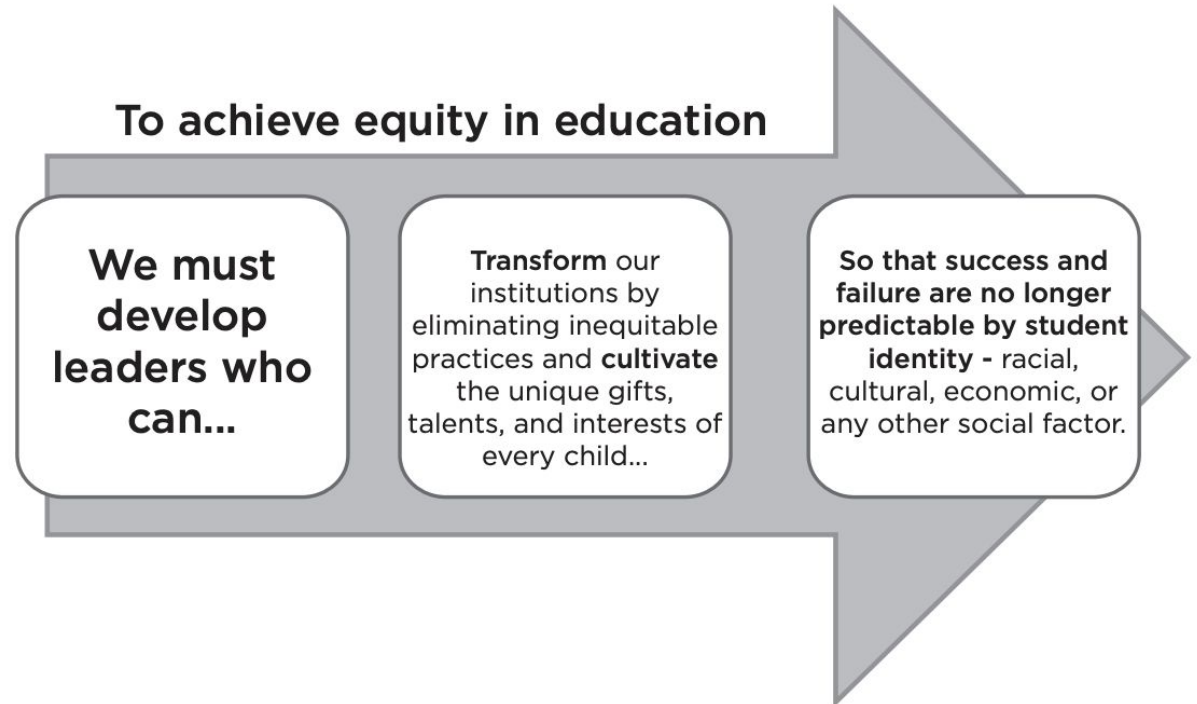 To achieve equity in education
We must
develop
leaders who
can...
Transform our
institutions by
eliminating inequitable
practices and cultivate
the unique gifts,
talents, and interests of
every child...
So that success and
failure are no longer
predictable by student
identity - racial,
cultural, economic, or
any other social factor.